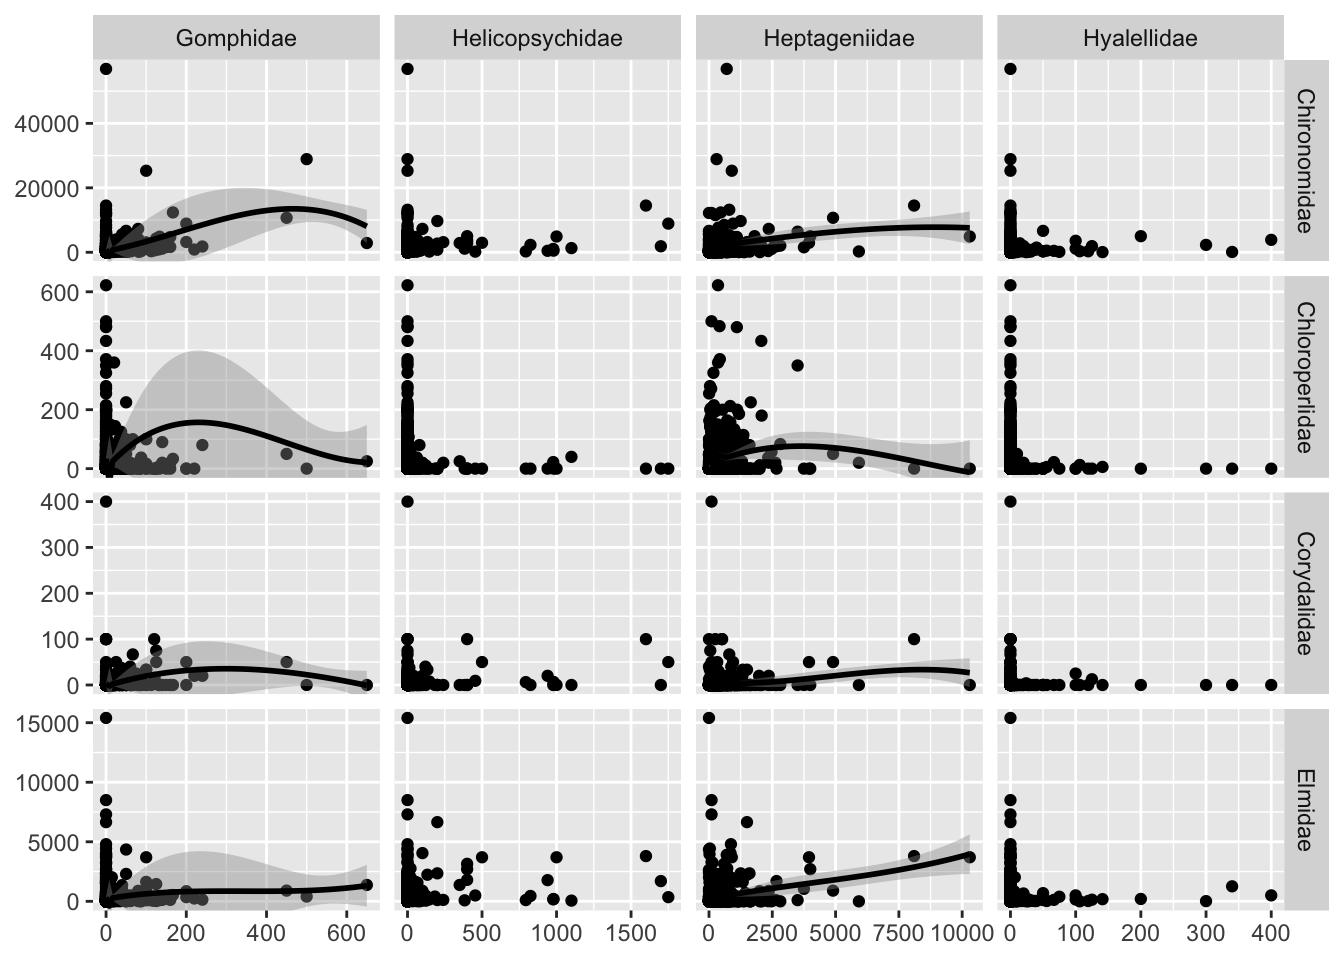 Gomphidae Helicopsychidae Heptageniidae Hyalellidae
40000
20000
0
Chironomidae
600
400
200
0
Chloroperlidae
400
300
200
100
0
Corydalidae
15000
10000
5000
0
Elmidae
0 200 400 600 0 500 1000 1500 0 2500 5000 7500 10000 0 100 200 300 400